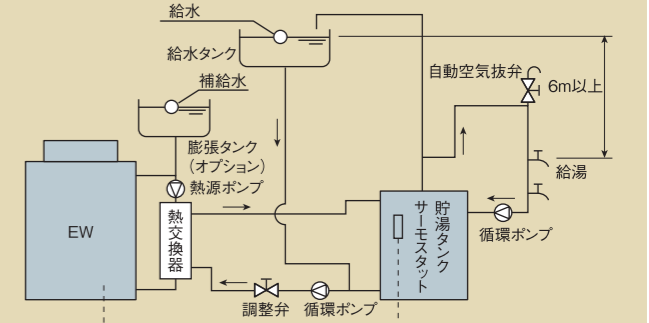 給水
給水タンク
補給水
自動空気抜弁
6m以上
膨張タンク
（オプション）
熱源ポンプ
給湯
EW
熱交換器
貯湯タンク
サーモスタット
循環ポンプ
調整弁
循環ポンプ